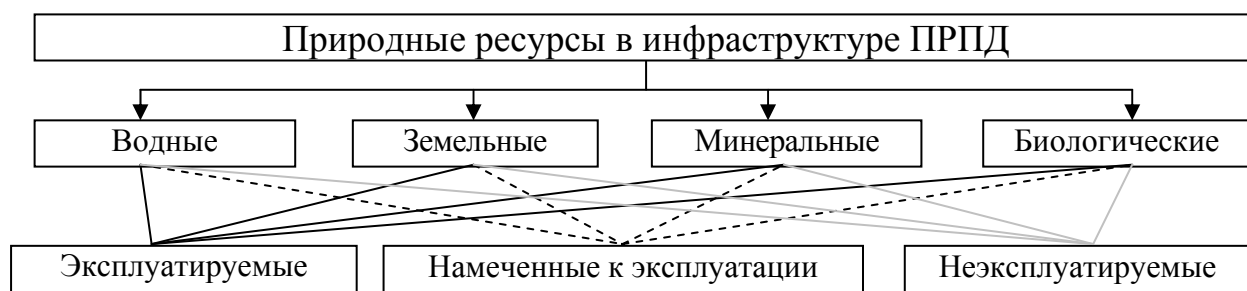 Природные ресурсы в инфраструктуре ПРПД
Водные
Земельные
Минеральные
Биологические
Эксплуатируемые
Намеченные к эксплуатации
Неэксплуатируемые